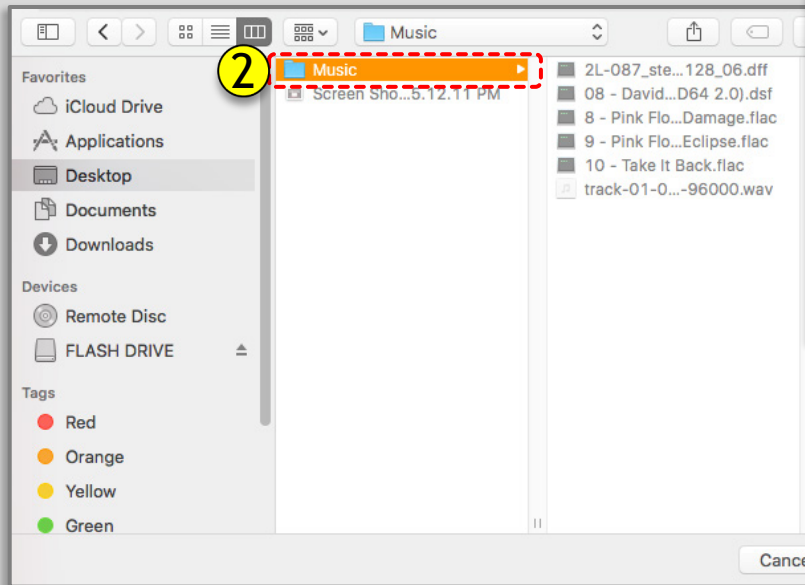 Music
Favorites
iCloud Drive
Applications
Desktop
Documents
Downloads
Devices
Remote Disc
FLASH DRIVE
Tags
Red
Orange
Yellow
Green
2
Music
Screen Sho...5.12.11 PM
2L-087_ste...128_06.dff
08 - David...D64 2.0).dsf
8 - Pink Flo...Damage.flac
9 - Pink Flo...Eclipse.flac
10 - Take It Back.flac
track-01-0...-96000.wav
Cance